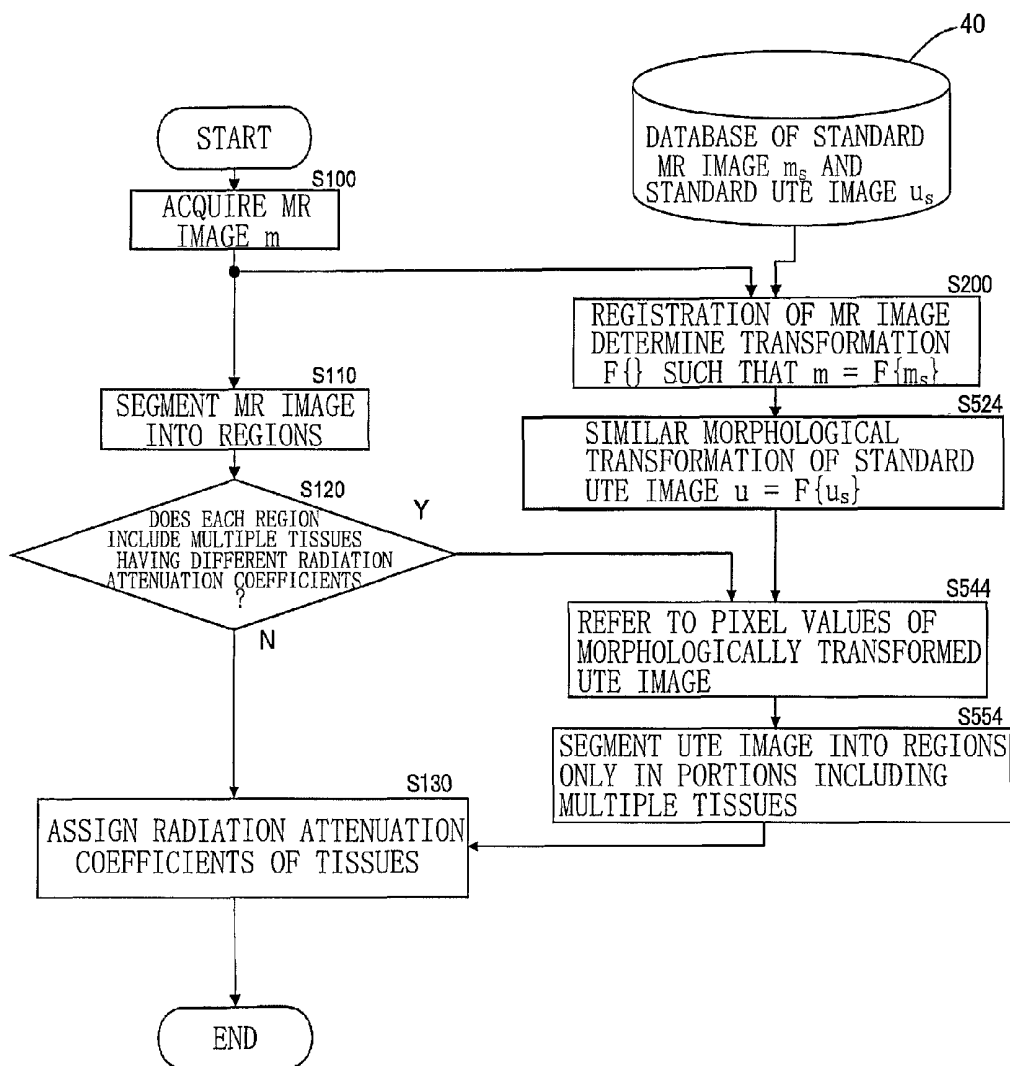 40
START
DATABASE OF STANDARD
MR IMAGE mₛ AND
STANDARD UTE IMAGE uₛ
S100
ACQUIRE MR
IMAGE m
S200
REGISTRATION OF MR IMAGE
DETERMINE TRANSFORMATION
F{} SUCH THAT m = F{mₛ}
S110
SEGMENT MR IMAGE
INTO REGIONS
S524
SIMILAR MORPHOLOGICAL
TRANSFORMATION OF STANDARD
UTE IMAGE u = F{uₛ}
S120
DOES EACH REGION
INCLUDE MULTIPLE TISSUES
HAVING DIFFERENT RADIATION
ATTENUATION COEFFICIENTS
?
Y
N
S544
REFER TO PIXEL VALUES OF
MORPHOLOGICALLY TRANSFORMED
UTE IMAGE
S554
SEGMENT UTE IMAGE INTO REGIONS
ONLY IN PORTIONS INCLUDING
MULTIPLE TISSUES
S130
ASSIGN RADIATION ATTENUATION
COEFFICIENTS OF TISSUES
END